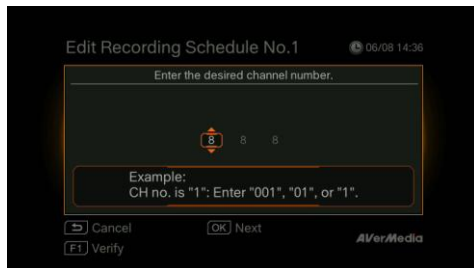 Edit Recording Schedule No.1
06/08 14:36
Enter the desired channel number.
8 8 8
Example:
CH no. is "1": Enter "001", "01", or "1".
Cancel
OK Next
F1 Verify
AVerMedia